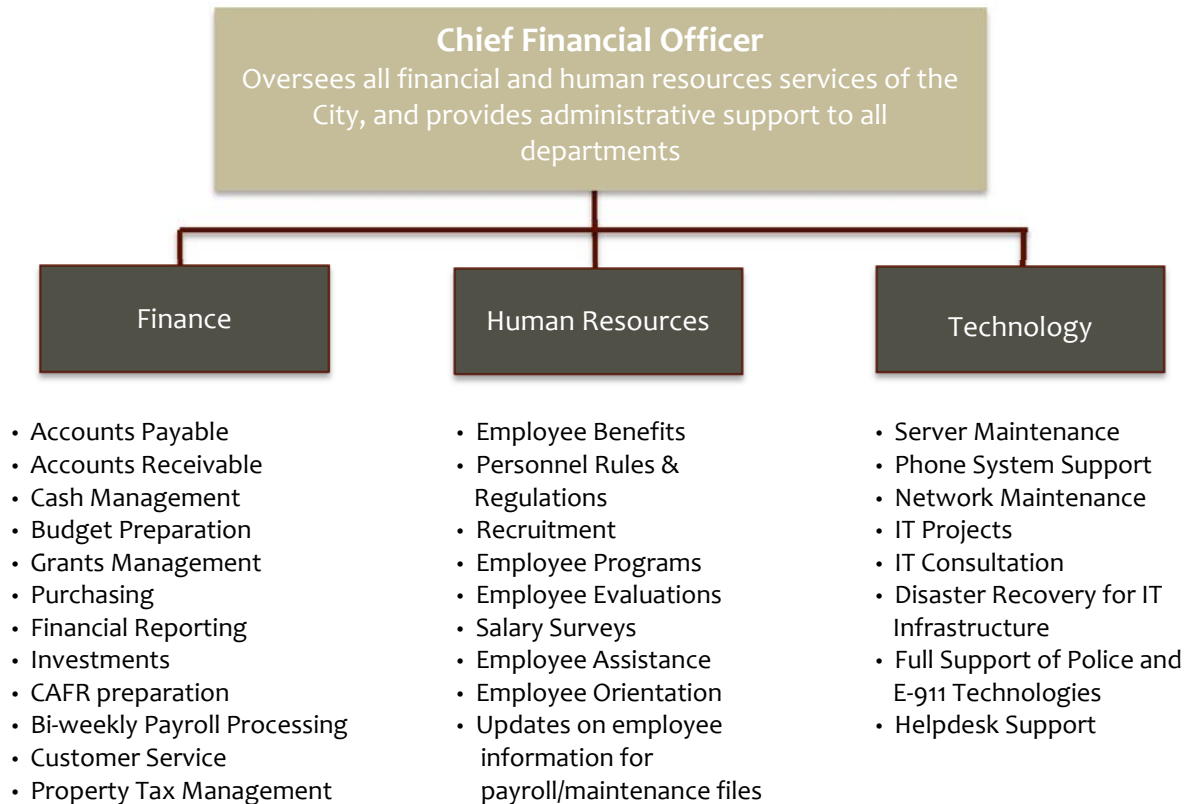 Chief Financial Officer
Oversees all financial and human resources services of the
City, and provides administrative support to all
departments
Finance
Human Resources
Technology
• Accounts Payable
• Accounts Receivable
• Cash Management
• Budget Preparation
• Grants Management
• Purchasing
• Financial Reporting
• Investments
• CAFR preparation
• Bi-weekly Payroll Processing
• Customer Service
• Property Tax Management
• Employee Benefits
• Personnel Rules &
Regulations
• Recruitment
• Employee Programs
• Employee Evaluations
• Salary Surveys
• Employee Assistance
• Employee Orientation
• Updates on employee
information for
payroll/maintenance files
• Server Maintenance
• Phone System Support
• Network Maintenance
• IT Projects
• IT Consultation
• Disaster Recovery for IT
Infrastructure
• Full Support of Police and
E-911 Technologies
• Helpdesk Support